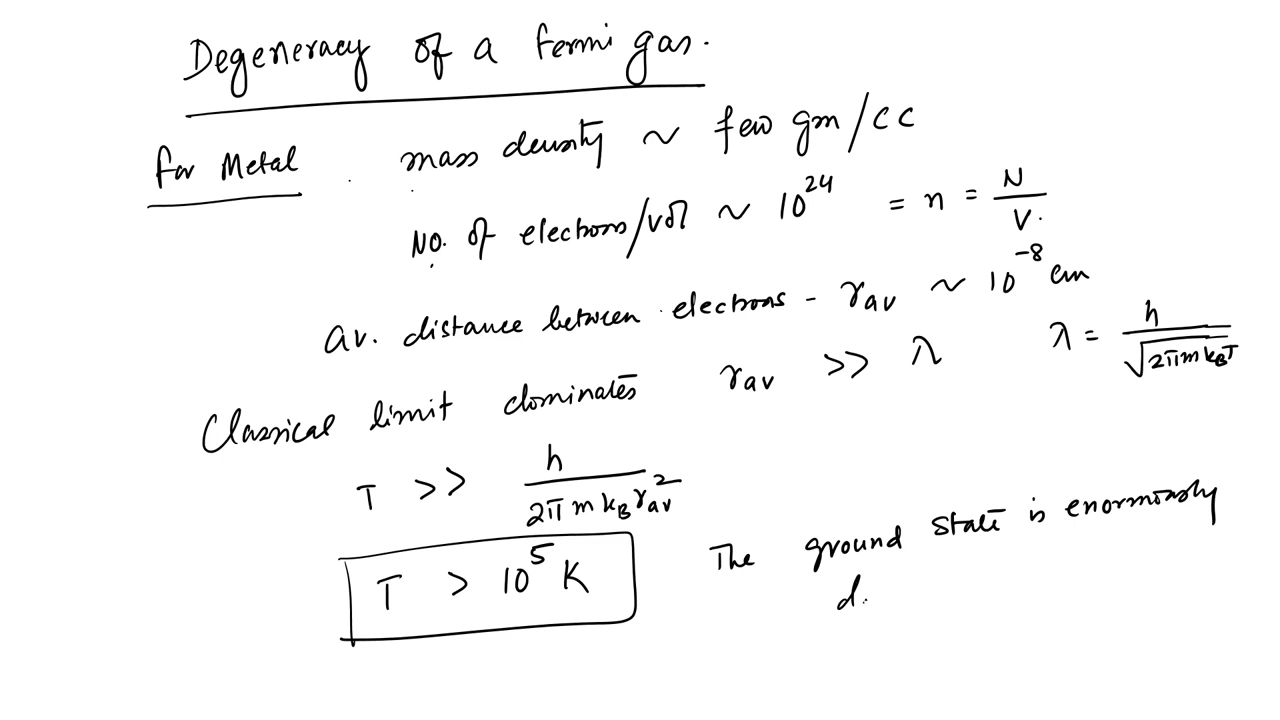 Degeneracy of a Fermi gas.
For Metal . mass density ~ few gm/cc
No. of electrons/vol ~ 10^24 = n = N/V.
av. distance between electrons - r_av ~ 10^-8 cm
Classical limit dominates r_av >> λ λ = h/√(2πmk_BT)
T >> h/(2πmk_B r_av^2)
T > 10^5 K
The ground state is enormously
d.